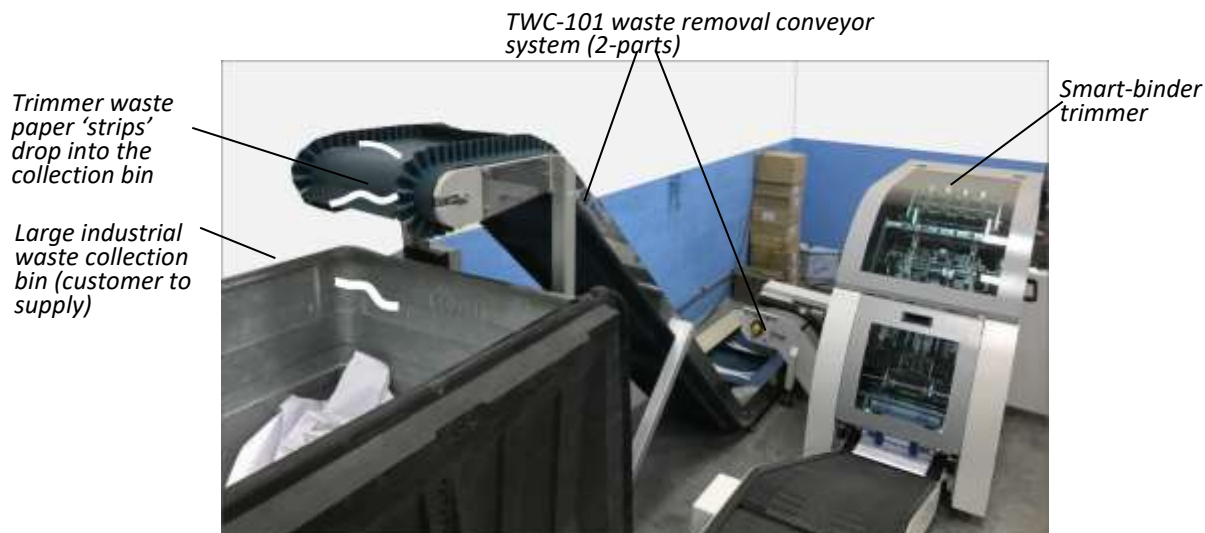 TWC-101 waste removal conveyor
system (2-parts)
Smart-binder
trimmer
Trimmer waste
paper ‘strips’
drop into the
collection bin
Large industrial
waste collection
bin (customer to
supply)